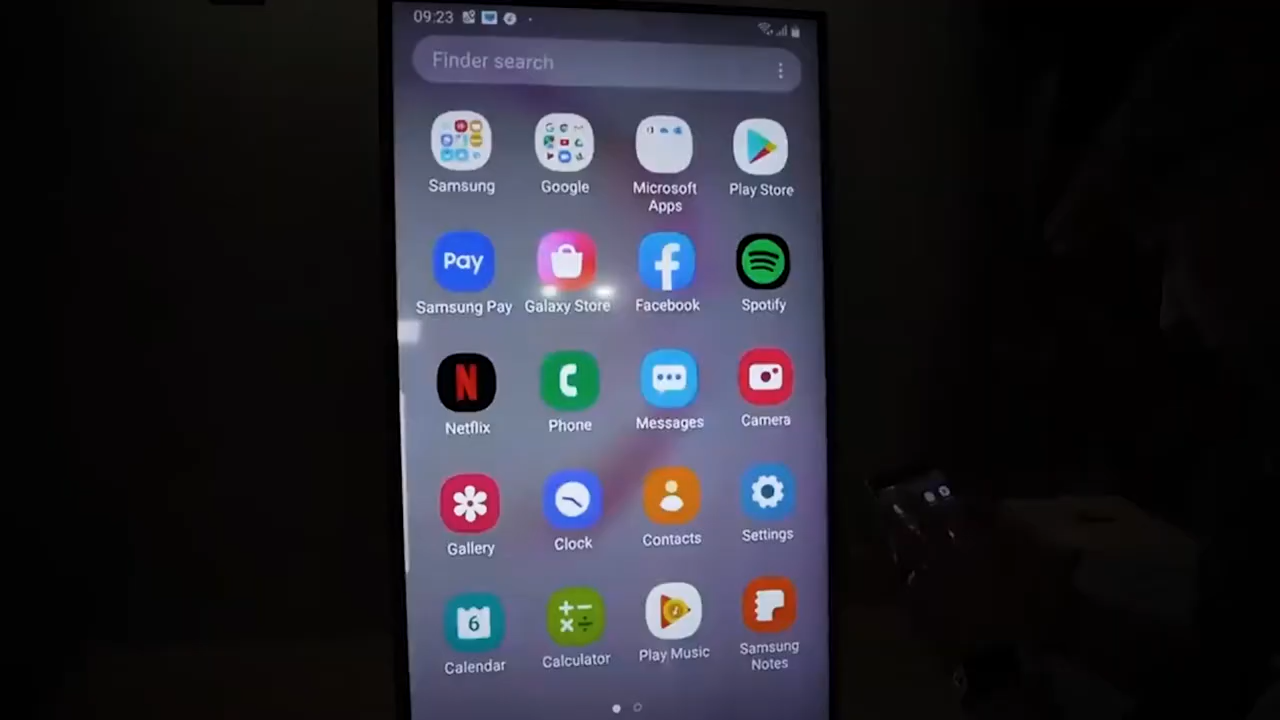 09:23
Finder search
Samsung
Google
Microsoft
Apps
Play Store
Pay
Samsung Pay
Galaxy Store
Facebook
Spotify
N
Netflix
Phone
Messages
Camera
Gallery
Clock
Contacts
Settings
6
Calendar
Calculator
Play Music
Samsung
Notes